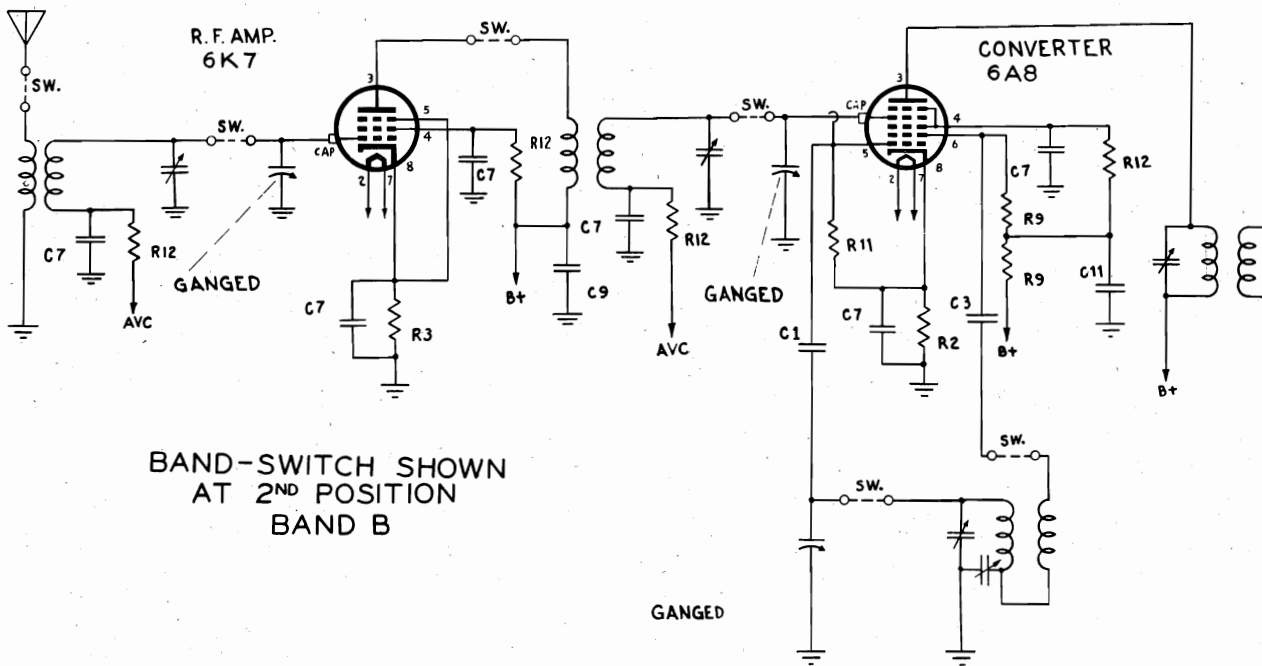 R.F. AMP.
6K7
SW.
CONVERTER
6A8
SW.
3
5
4
CAP
8
2
7
SW.
C7
R12
SW.
CAP
3
4
6
5
8
2
7
C7
R12
C7
R12
AVC
GANGED
C7
R3
B+
C9
C7
R12
AVC
GANGED
R11
C7
R2
C3
R9
R9
B+
C11
B+
C1
SW.
SW.
BAND-SWITCH SHOWN
AT 2ND POSITION
BAND B
GANGED